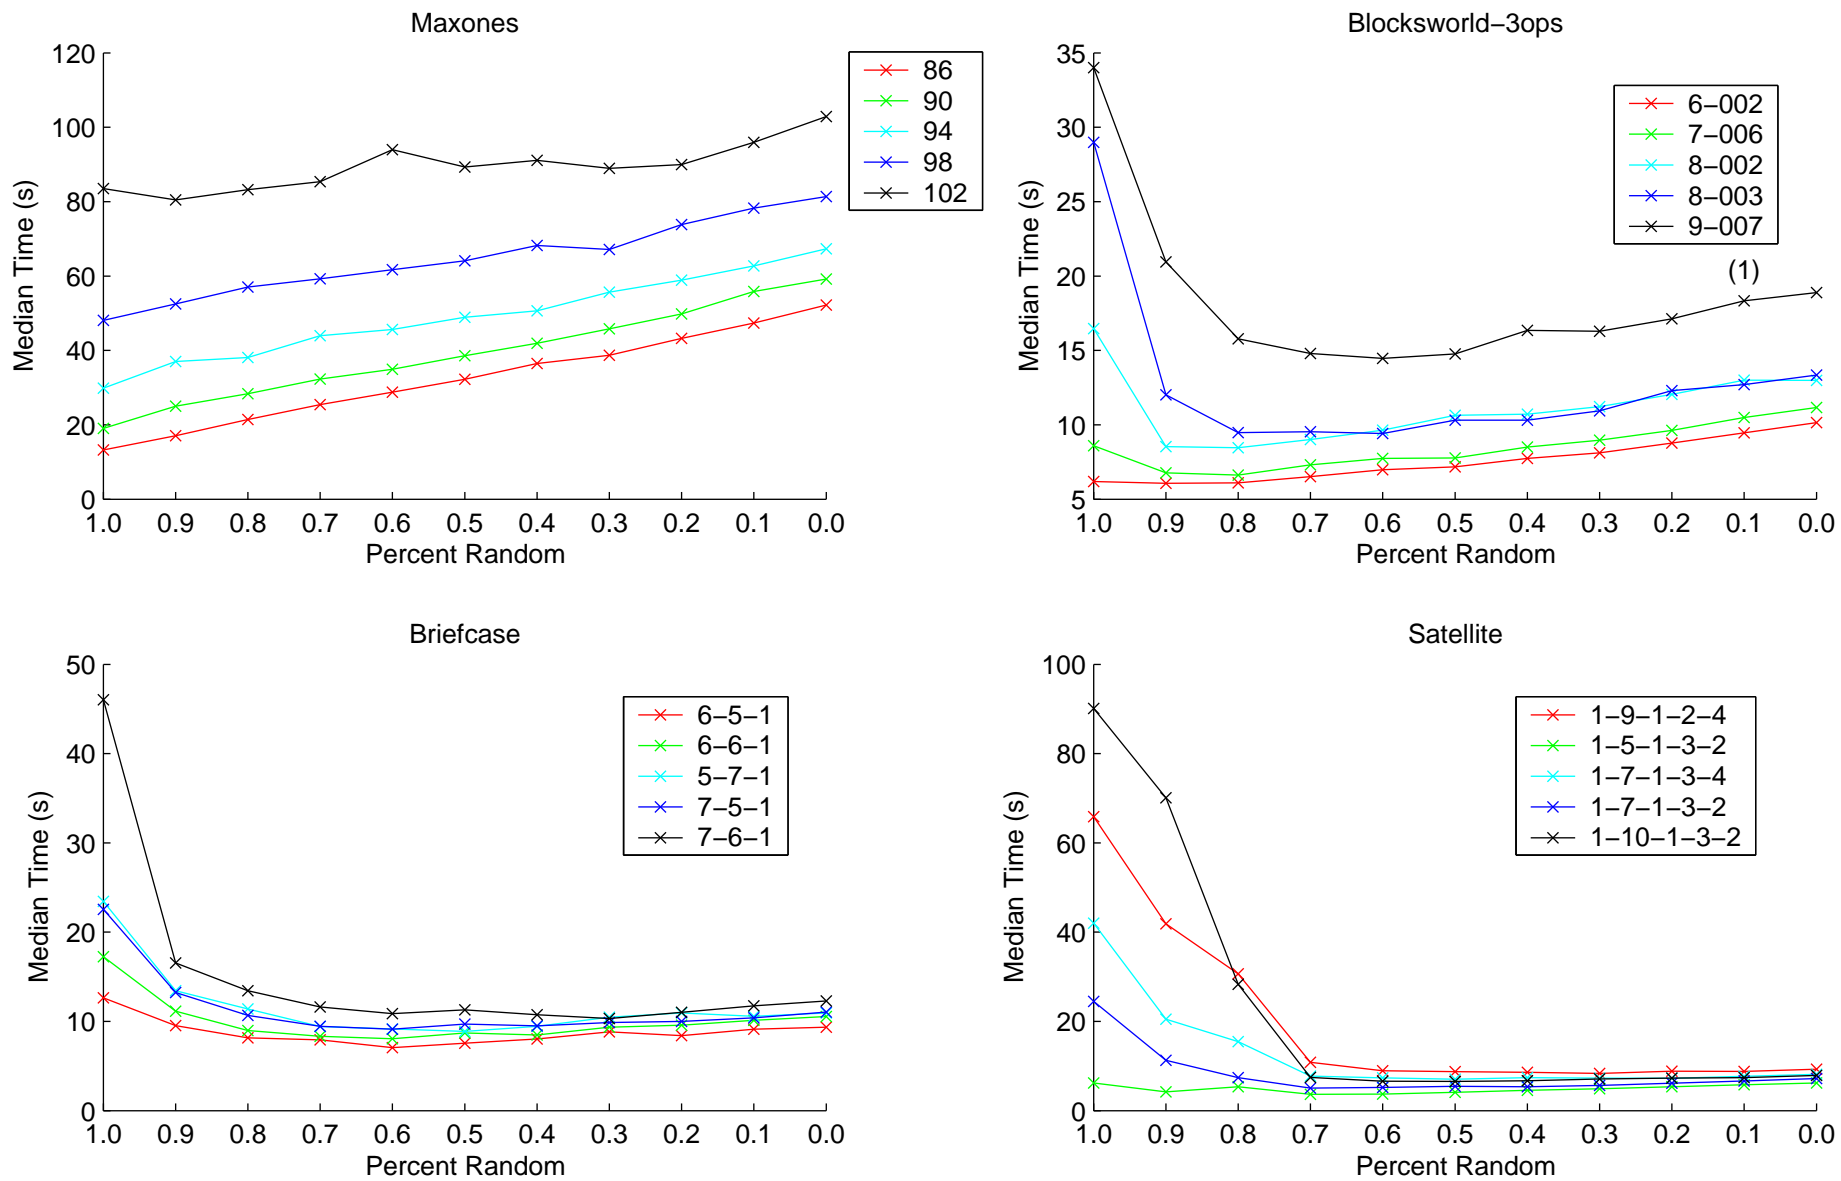 Maxones
120
100
80
60
40
20
0
Median Time (s)
1.0 0.9 0.8 0.7 0.6 0.5 0.4 0.3 0.2 0.1 0.0
Percent Random
86
90
94
98
102
Blocksworld−3ops
35
30
25
20
15
10
5
Median Time (s)
1.0 0.9 0.8 0.7 0.6 0.5 0.4 0.3 0.2 0.1 0.0
Percent Random
6−002
7−006
8−002
8−003
9−007
(1)
Briefcase
50
40
30
20
10
0
Median Time (s)
1.0 0.9 0.8 0.7 0.6 0.5 0.4 0.3 0.2 0.1 0.0
Percent Random
6−5−1
6−6−1
5−7−1
7−5−1
7−6−1
Satellite
100
80
60
40
20
0
Median Time (s)
1.0 0.9 0.8 0.7 0.6 0.5 0.4 0.3 0.2 0.1 0.0
Percent Random
1−9−1−2−4
1−5−1−3−2
1−7−1−3−4
1−7−1−3−2
1−10−1−3−2